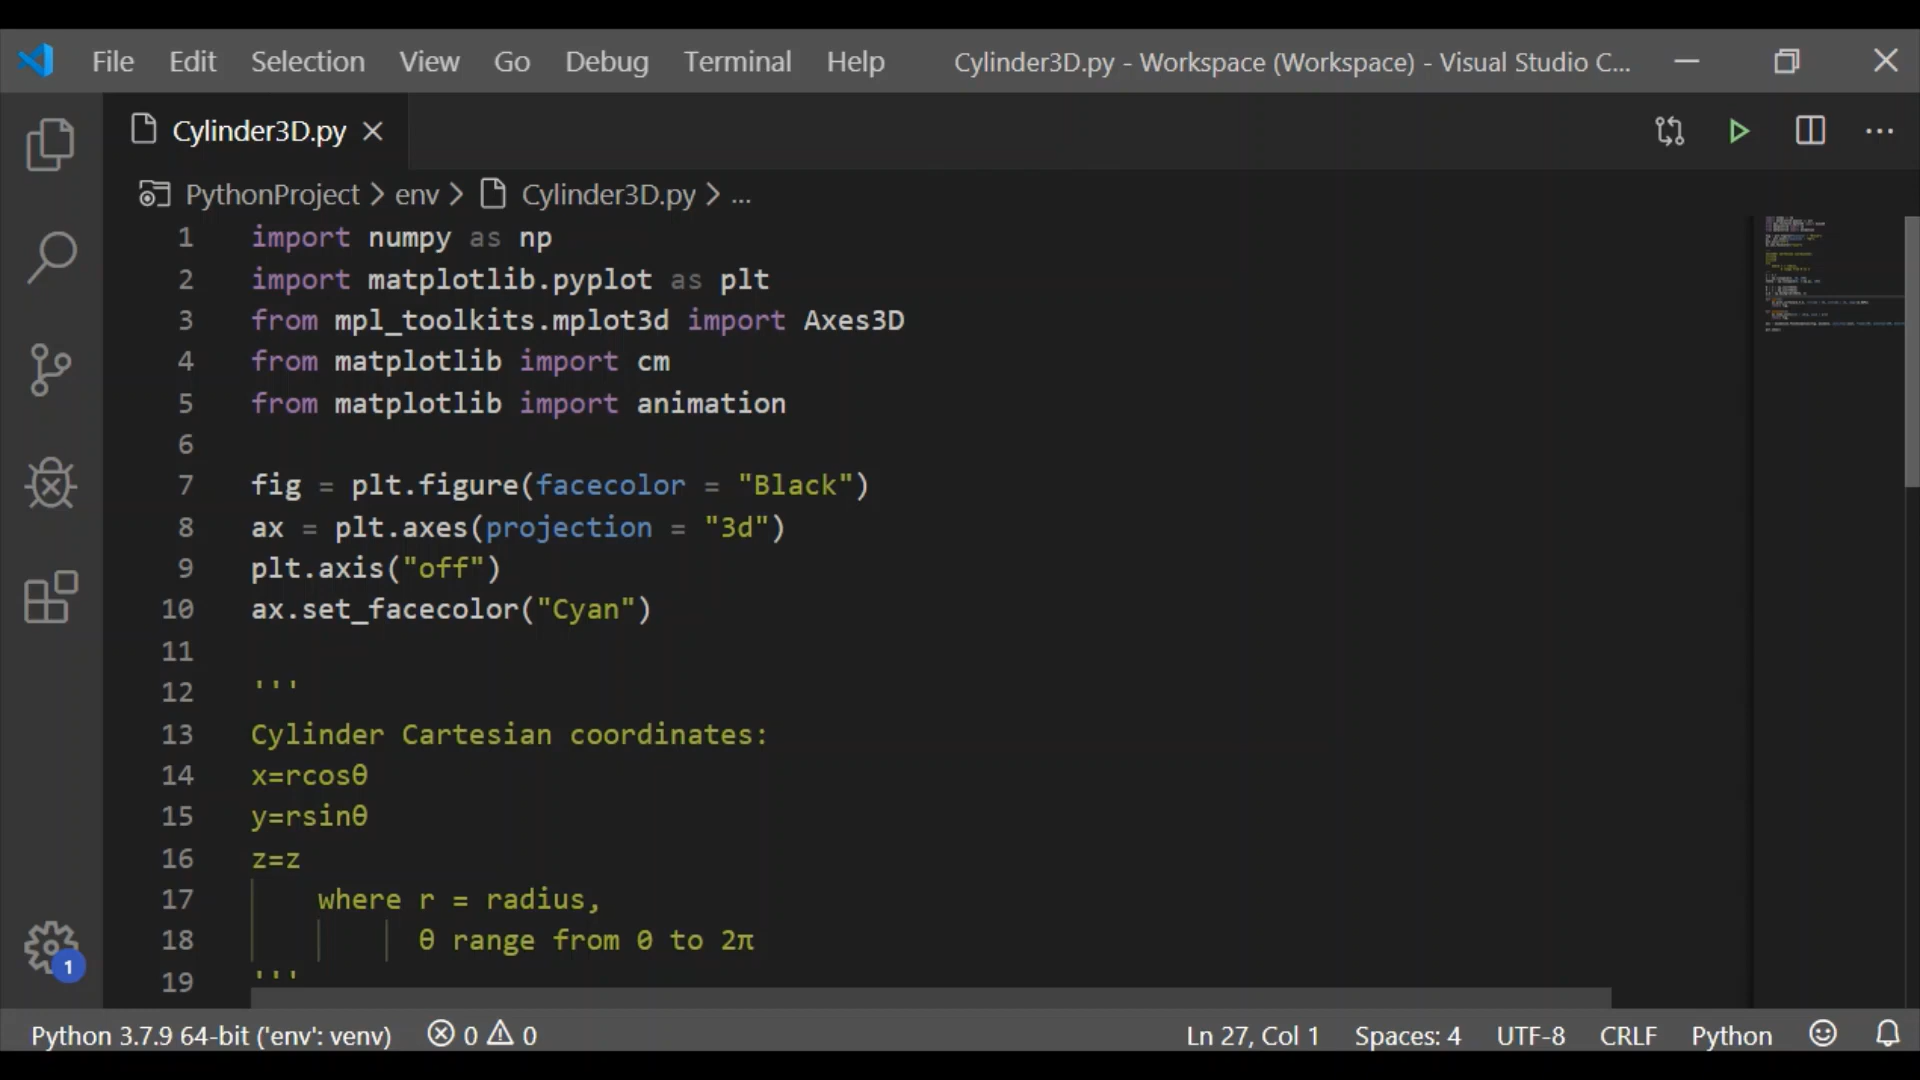 File Edit Selection View Go Debug Terminal Help Cylinder3D.py - Workspace (Workspace) - Visual Studio C...
Cylinder3D.py
PythonProject > env > Cylinder3D.py > ...
1 import numpy as np
2 import matplotlib.pyplot as plt
3 from mpl_toolkits.mplot3d import Axes3D
4 from matplotlib import cm
5 from matplotlib import animation
6
7 fig = plt.figure(facecolor = "Black")
8 ax = plt.axes(projection = "3d")
9 plt.axis("off")
10 ax.set_facecolor("Cyan")
11
12 '''
13 Cylinder Cartesian coordinates:
14 x=rcosθ
15 y=rsinθ
16 z=z
17 where r = radius,
18 θ range from 0 to 2π
19 '''
1
Python 3.7.9 64-bit ('env': venv) 0 0 Ln 27, Col 1 Spaces: 4 UTF-8 CRLF Python